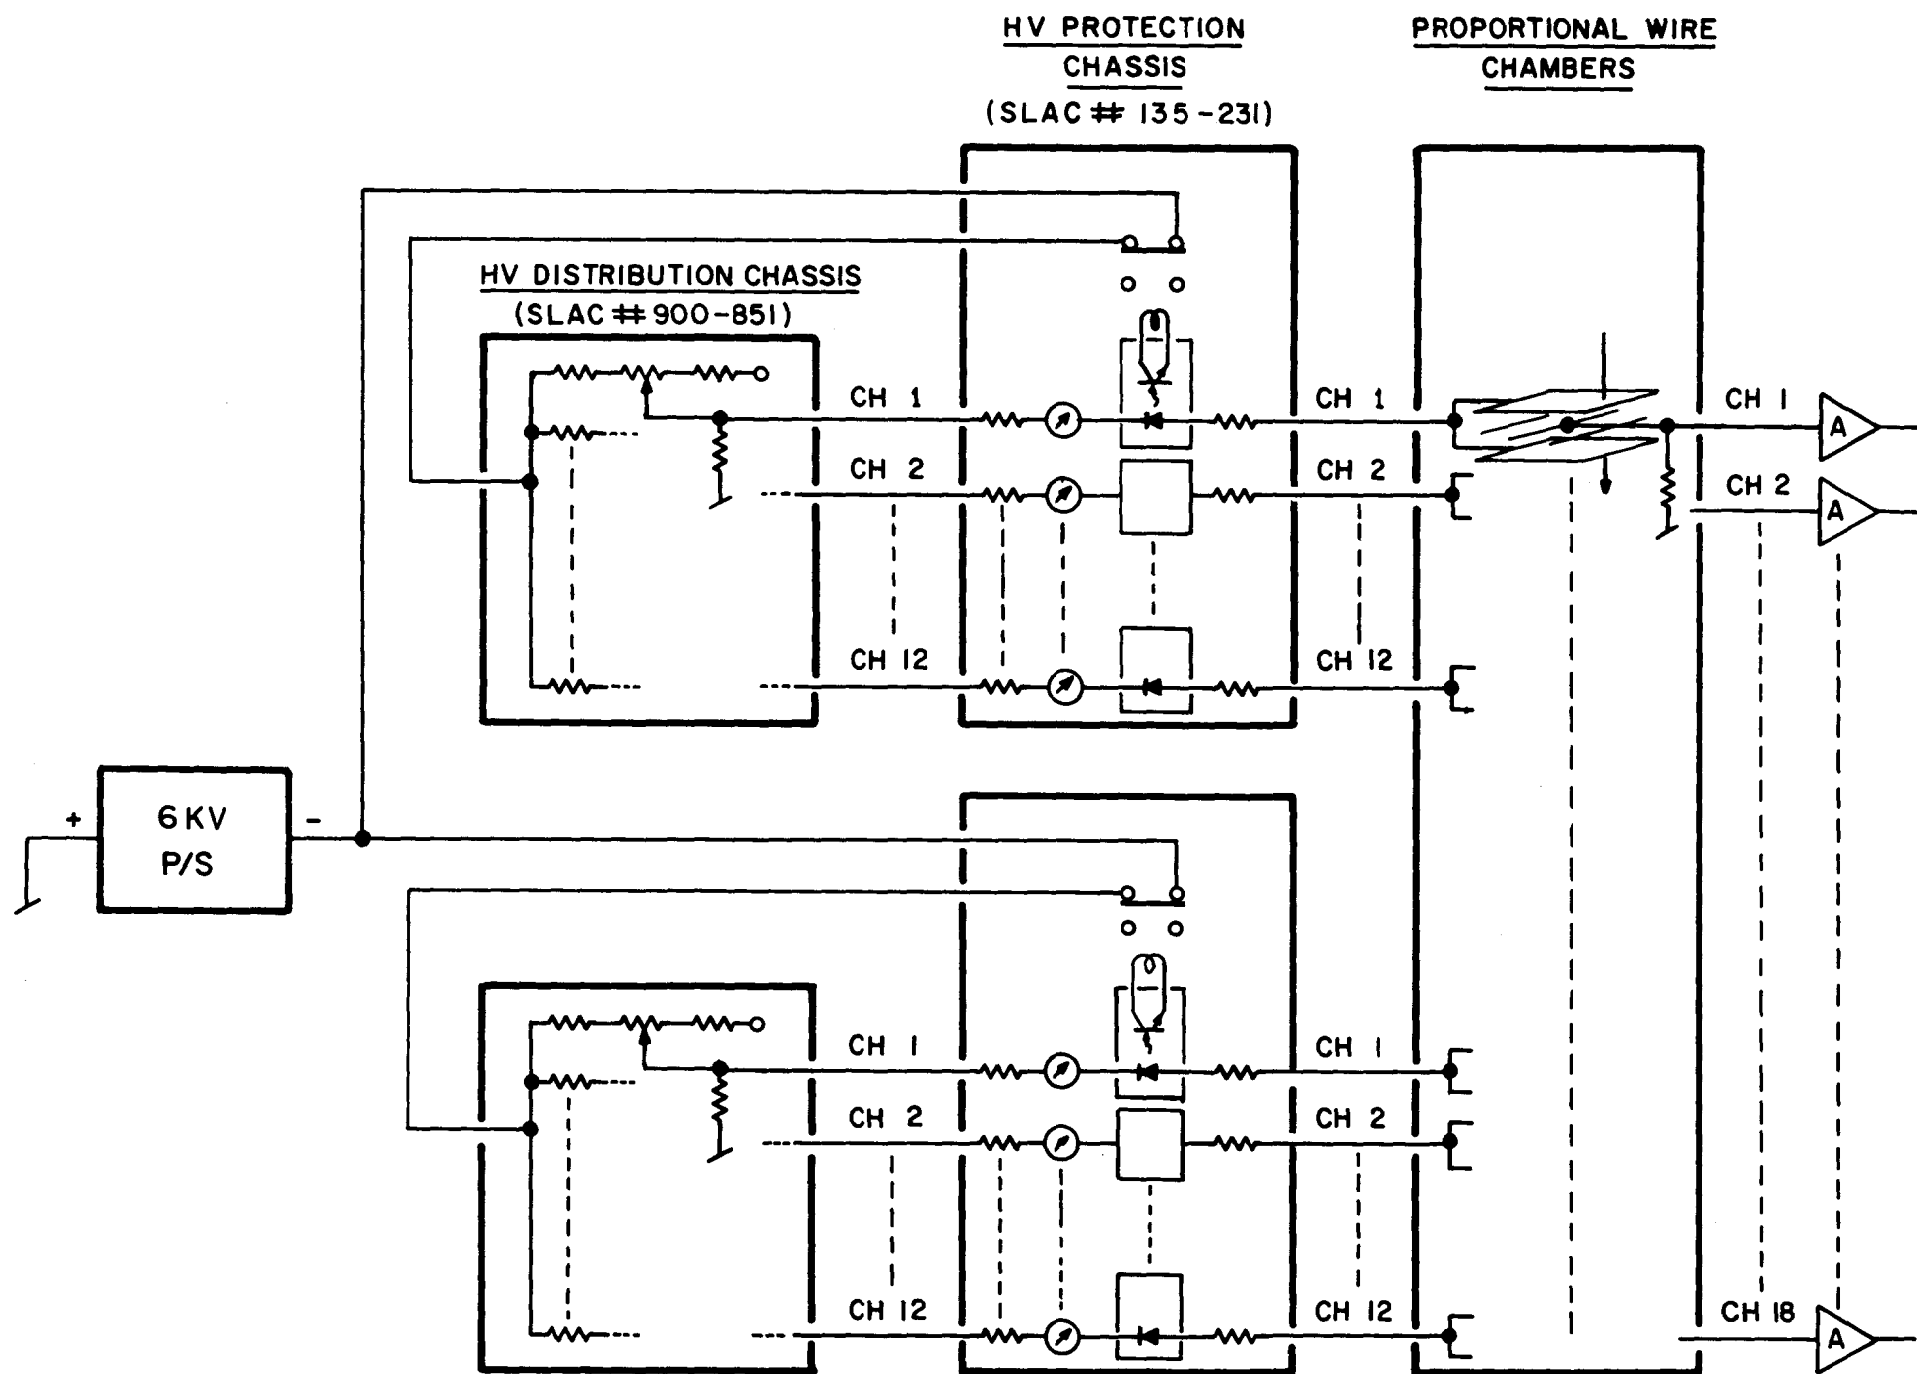 HV PROTECTION
CHASSIS
(SLAC # 135-231)
PROPORTIONAL WIRE
CHAMBERS
HV DISTRIBUTION CHASSIS
(SLAC # 900-851)
CH 1
CH 1
CH 1
A
CH 2
CH 2
CH 2
A
CH 12
CH 12
+
6KV
P/S
-
CH 1
CH 1
CH 2
CH 2
CH 12
CH 12
CH 18
A